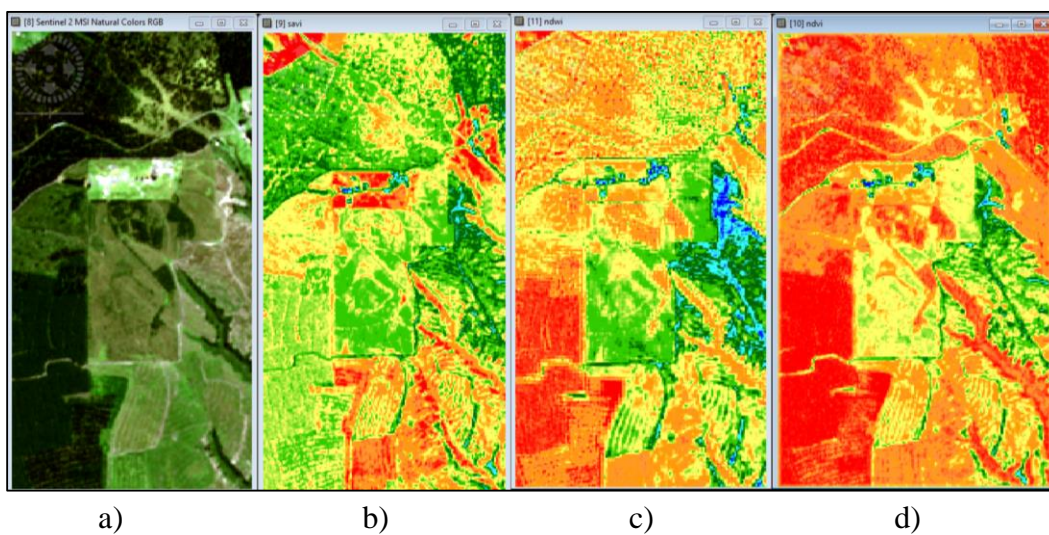 [8] Sentinel 2 MSI Natural Colors RGB
[9] savi
[11] ndwi
[10] ndvi
a)
b)
c)
d)